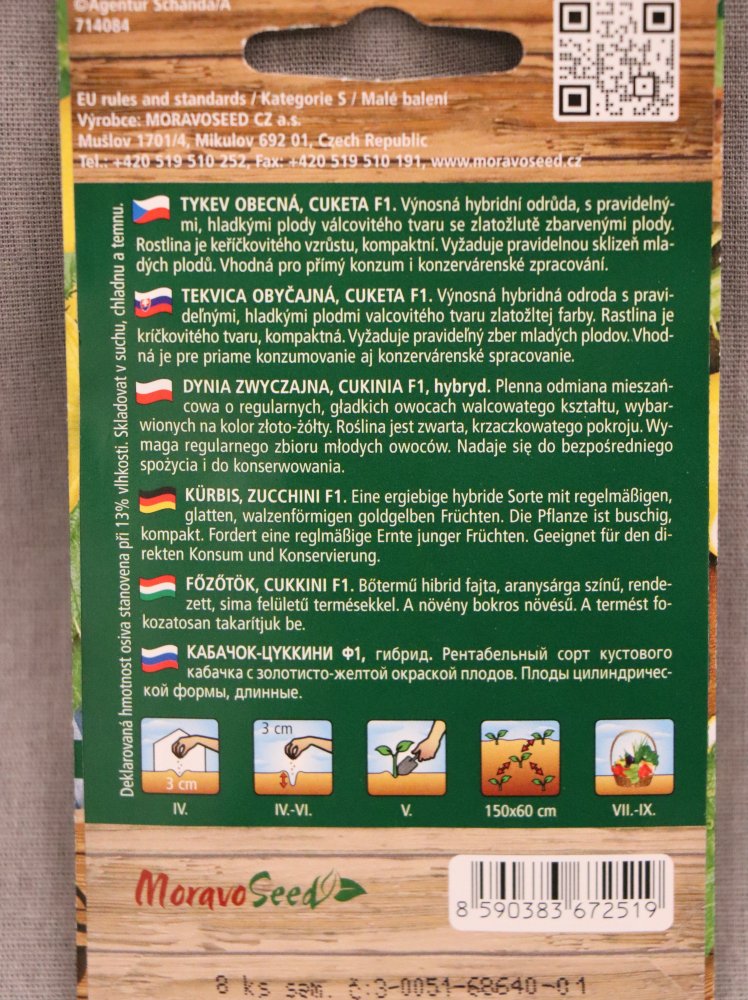 ©Agentur Schanda/A
714084
EU rules and standards / Kategorie S / Malé balení
Výrobce: MORAVOSEED CZ a.s.
Mušlov 1701/4, Mikulov 692 01, Czech Republic
Tel.: +420 519 510 252, Fax: +420 519 510 191, www.moravoseed.cz
Deklarovaná hmotnost osiva stanovena při 13% vlhkosti. Skladovat v suchu, chladnu a temnu.
TYKEV OBECNÁ, CUKETA F1. Výnosná hybridní odrůda, s pravidelný-
mi, hladkými plody válcovitého tvaru se zlatožlutě zbarvenými plody.
Rostlina je keříčkovitého vzrůstu, kompaktní. Vyžaduje pravidelnou sklizeň mla-
dých plodů. Vhodná pro přímý konzum i konzervárenské zpracování.
TEKVICA OBYČAJNÁ, CUKETA F1. Výnosná hybridná odroda s pravi-
deľnými, hladkými plodmi valcovitého tvaru zlatožltej farby. Rastlina je
kríčkovitého tvaru, kompaktná. Vyžaduje pravideľný zber mladých plodov. Vhod-
ná je pre priame konzumovanie aj konzervárenské spracovanie.
DYNIA ZWYCZAJNA, CUKINIA F1, hybryd. Plenna odmiana mieszań-
cowa o regularnych, gładkich owocach walcowatego kształtu, wybar-
wionych na kolor złoto-żółty. Roślina jest zwarta, krzaczkowatego pokroju. Wy-
maga regularnego zbioru młodych owoców. Nadaje się do bezpośredniego
spożycia i do konserwowania.
KÜRBIS, ZUCCHINI F1. Eine ergiebige hybride Sorte mit regelmäßigen,
glatten, walzenförmigen goldgelben Früchten. Die Pflanze ist buschig,
kompakt. Fordert eine reglmäßige Ernte junger Früchten. Geeignet für den di-
rekten Konsum und Konservierung.
FŐZŐTÖK, CUKKINI F1. Bőtermű hibrid fajta, aranysárga színű, rende-
zett, sima felületű termésekkel. A növény bokros növésű. A termést fo-
kozatosan takarítjuk be.
КАБАЧОК-ЦУККИНИ Ф1, гибрид. Рентабельный сорт кустового
кабачка с золотисто-желтой окраской плодов. Плоды цилиндричес-
кой формы, длинные.
3 cm
3 cm
IV.
IV.-VI.
V.
150x60 cm
VII.-IX.
MoravoSeed
8 590383 672519
8 ks sem. č:3-0051-68640-01